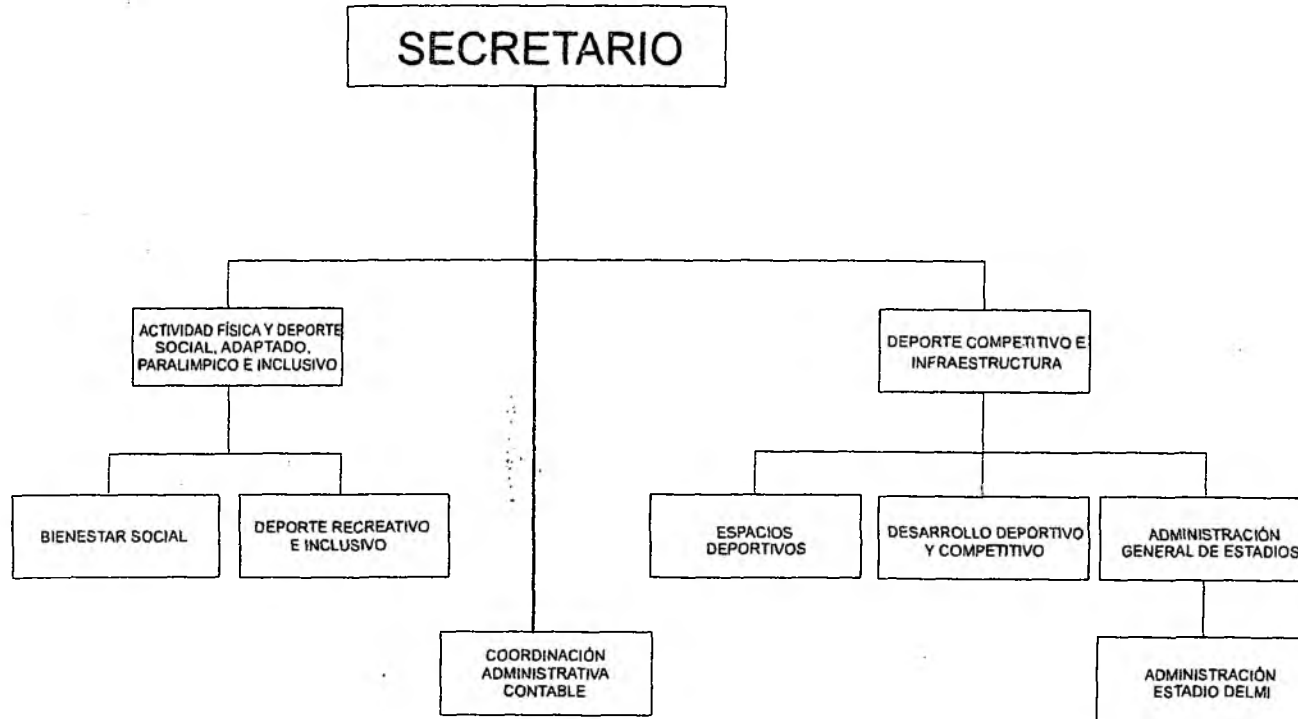 SECRETARIO
ACTIVIDAD FÍSICA Y DEPORTE
SOCIAL, ADAPTADO,
PARALIMPICO E INCLUSIVO
DEPORTE COMPETITIVO E
INFRAESTRUCTURA
BIENESTAR SOCIAL
DEPORTE RECREATIVO
E INCLUSIVO
ESPACIOS
DEPORTIVOS
DESARROLLO DEPORTIVO
Y COMPETITIVO
ADMINISTRACIÓN
GENERAL DE ESTADIOS
COORDINACIÓN
ADMINISTRATIVA
CONTABLE
ADMINISTRACIÓN
ESTADIO DELMI